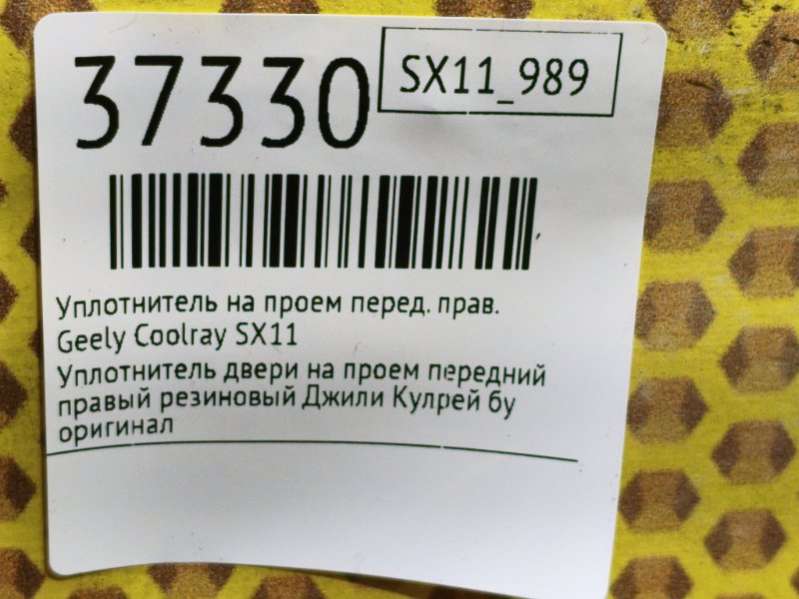 37330
SX11_989
Уплотнитель на проем перед. прав.
Geely Coolray SX11
Уплотнитель двери на проем передний
правый резиновый Джили Кулрей бу
оригинал